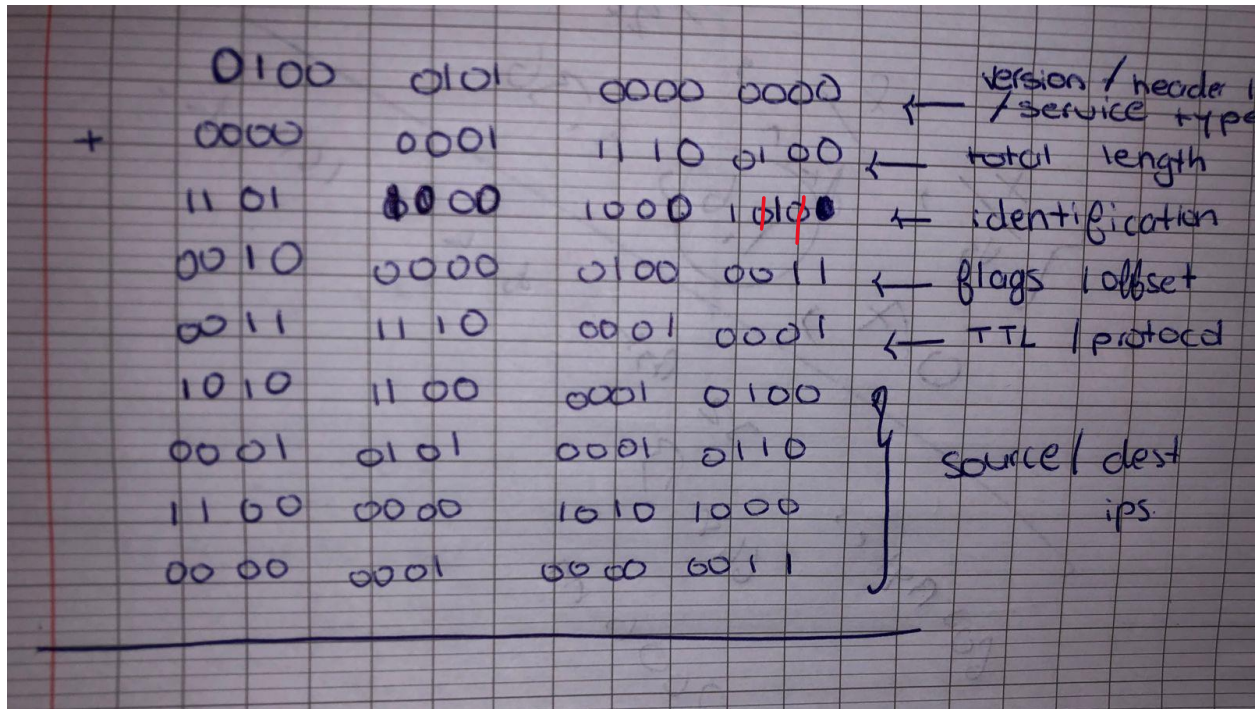 0100 0101 0000 0000 ← version / header
/ service type
+ 0000 0001 1110 0100 ← total length
1101 1000 1010 ← identification
0010 0000 0100 0011 ← flags / offset
0011 1110 0001 0001 ← TTL / protocol
1010 1100 0001 0100
0001 0101 0001 0110 source / dest
1100 0000 1010 1000 ips.
0000 0001 0000 0011